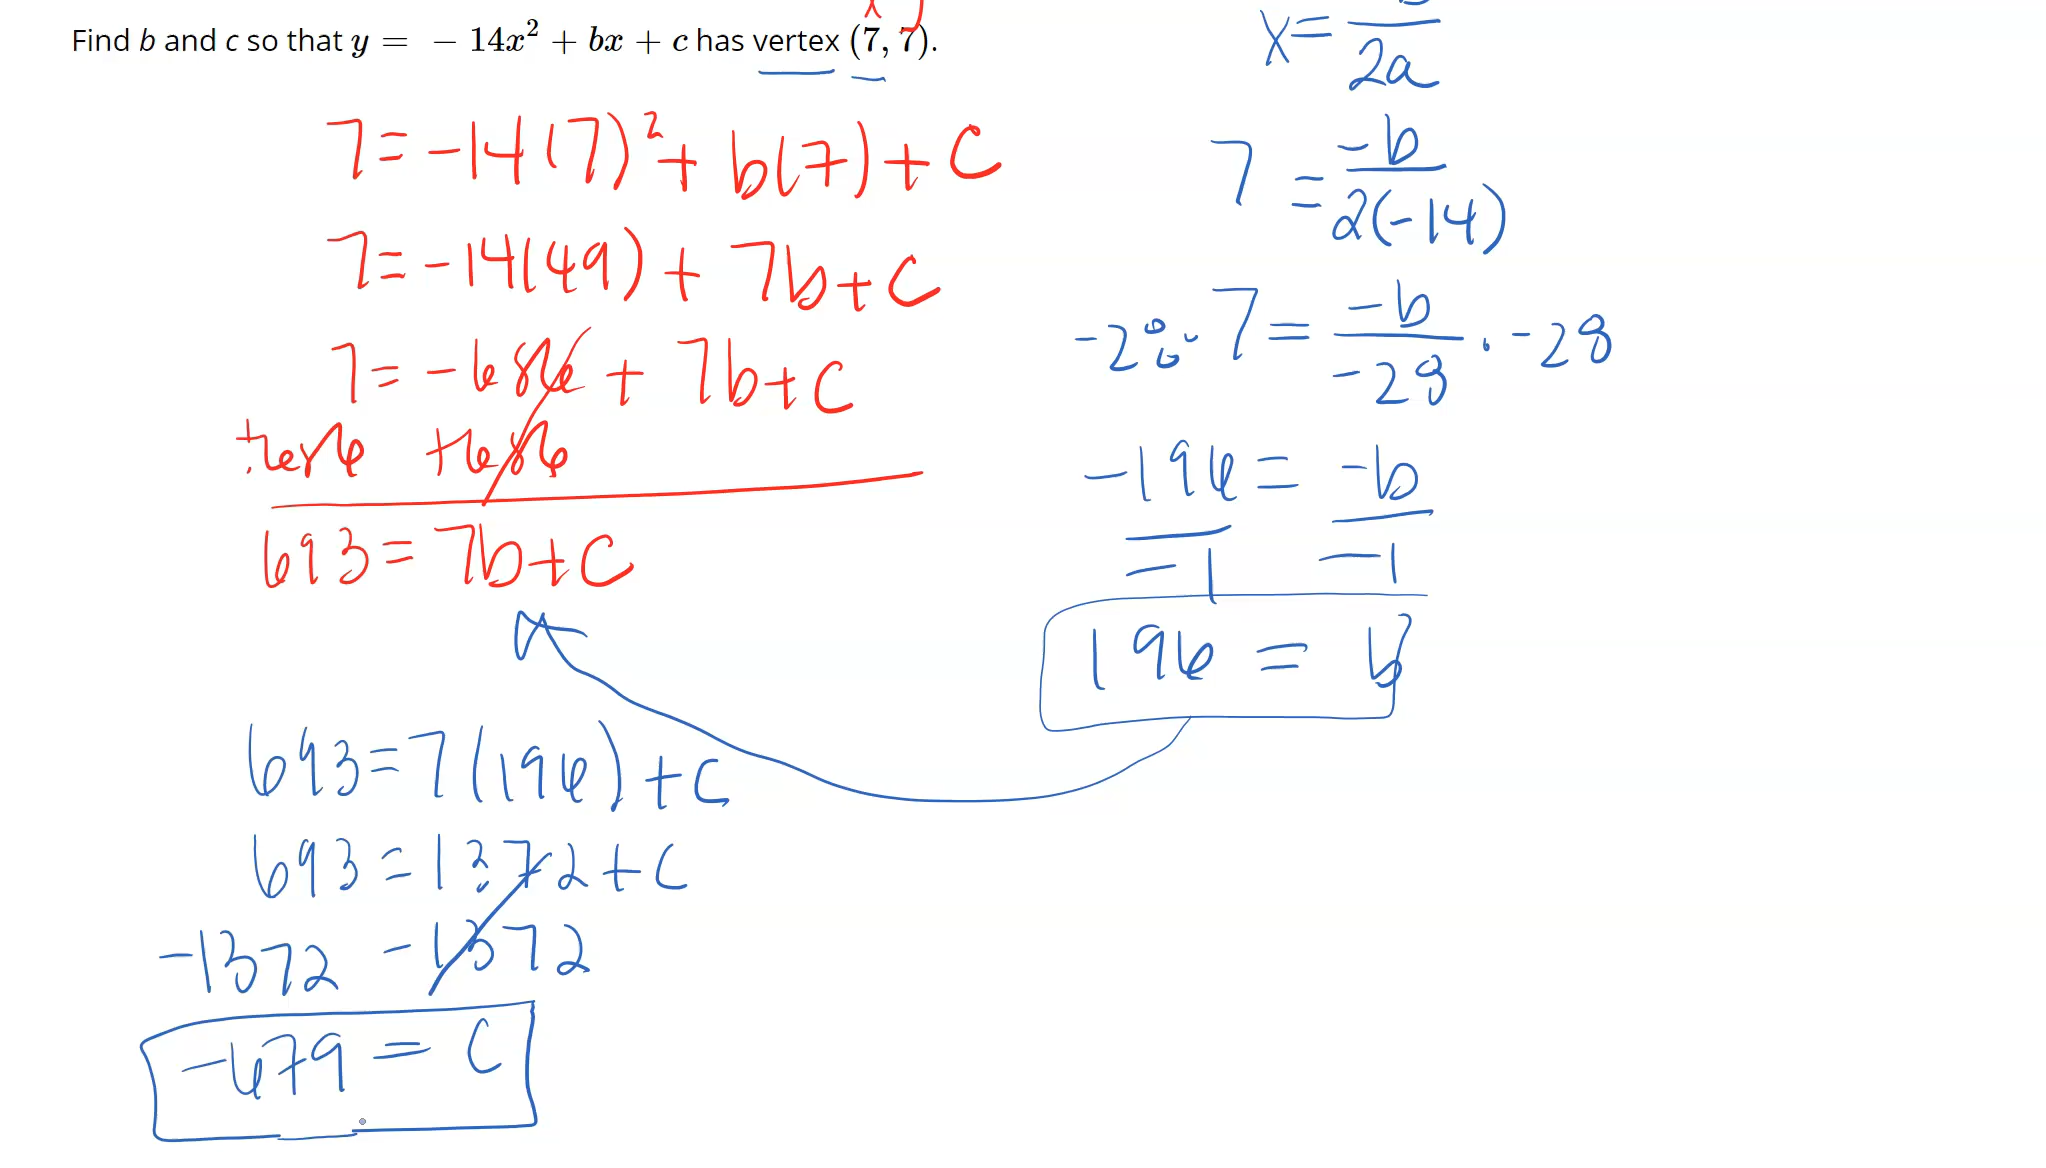 Find b and c so that y = − 14x² + bx + c has vertex (7, 7).
7 = -14(7)² + b(7) + c
7 = -14(49) + 7b + c
7 = -686 + 7b + c
+686 +686
693 = 7b + c
693 = 7(196) + c
693 = 1372 + c
-1372 -1372
-679 = c
x = /2a
7 = -b/2(-14)
-28 · 7 = -b/-28 · -28
-196 = -b
-1 -1
196 = b